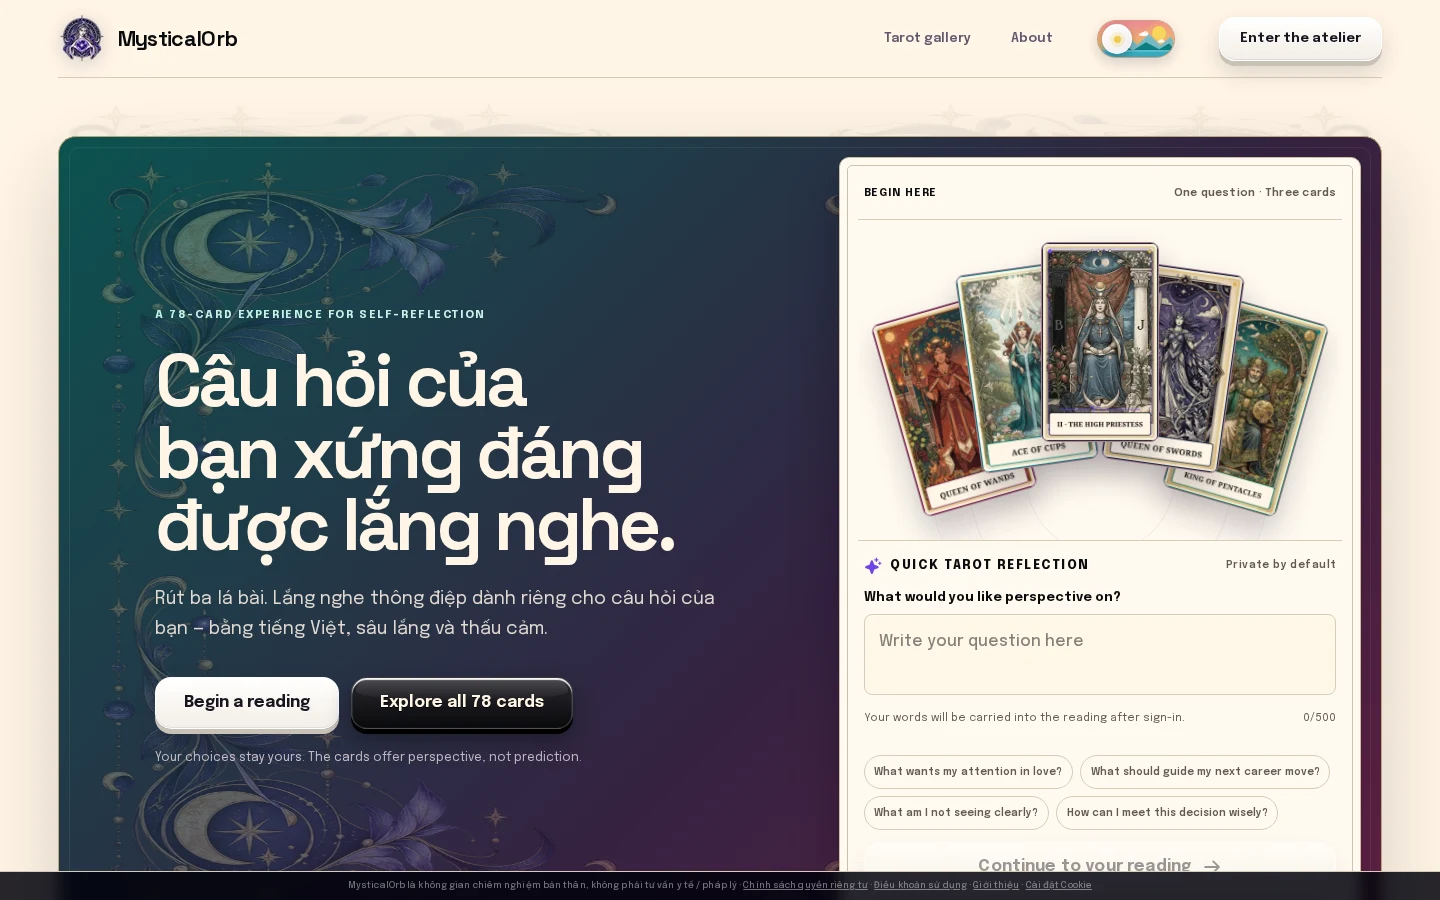 MysticalOrb
Tarot gallery
About
Enter the atelier
A 78-CARD EXPERIENCE FOR SELF-REFLECTION
Câu hỏi của
bạn xứng đáng
được lắng nghe.
Rút ba lá bài. Lắng nghe thông điệp dành riêng cho câu hỏi của
bạn — bằng tiếng Việt, sâu lắng và thấu cảm.
Begin a reading
Explore all 78 cards
Your choices stay yours. The cards offer perspective, not prediction.
BEGIN HERE
One question · Three cards
B J
QUEEN OF WANDS
ACE OF CUPS
II · THE HIGH PRIESTESS
QUEEN OF SWORDS
KING OF PENTACLES
QUICK TAROT REFLECTION
Private by default
What would you like perspective on?
Write your question here
Your words will be carried into the reading after sign-in.
0/500
What wants my attention in love?
What should guide my next career move?
What am I not seeing clearly?
How can I meet this decision wisely?
Continue to your reading →
MysticalOrb là không gian chiêm nghiệm bản thân, không phải tư vấn y tế / pháp lý · Chính sách quyền riêng tư · Điều khoản sử dụng · Giới thiệu · Cài đặt Cookie